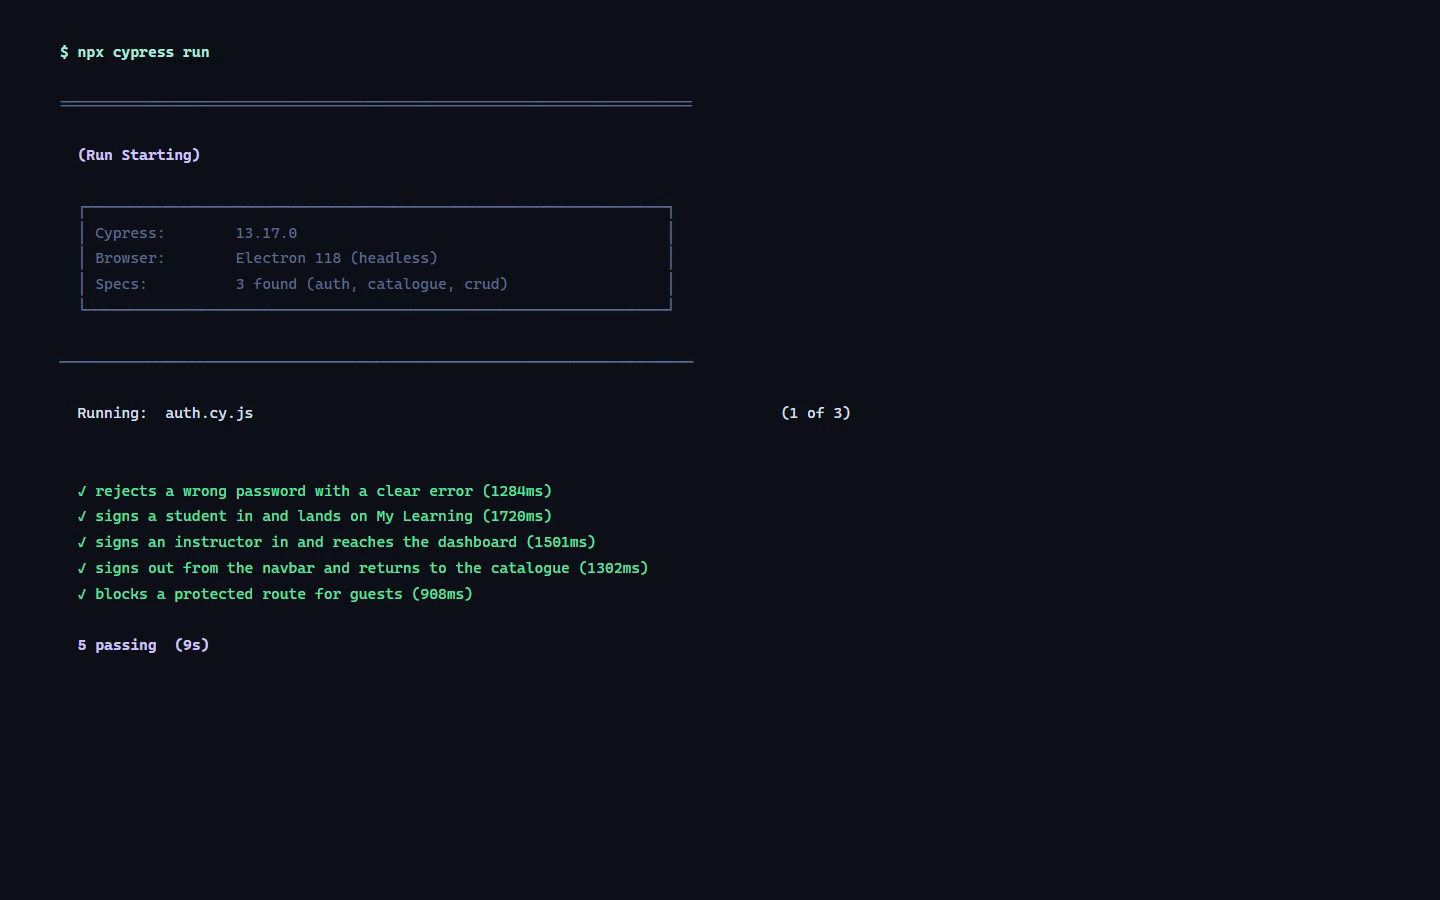 $ npx cypress run
(Run Starting)
Cypress: 13.17.0
Browser: Electron 118 (headless)
Specs: 3 found (auth, catalogue, crud)
Running: auth.cy.js (1 of 3)
✓ rejects a wrong password with a clear error (1284ms)
✓ signs a student in and lands on My Learning (1720ms)
✓ signs an instructor in and reaches the dashboard (1501ms)
✓ signs out from the navbar and returns to the catalogue (1302ms)
✓ blocks a protected route for guests (908ms)
5 passing (9s)